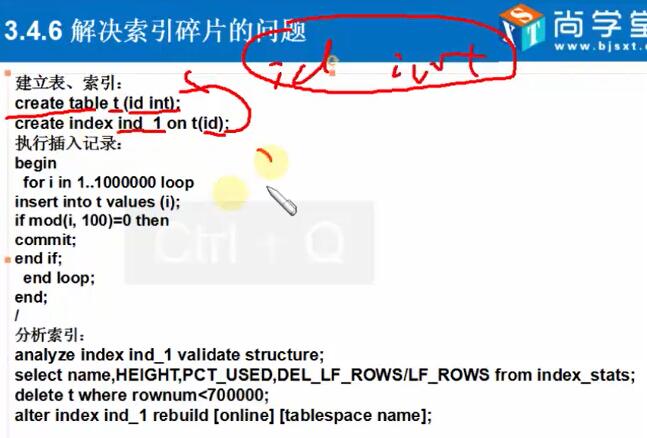 3.4.6 解决索引碎片的问题
尚学堂
www.bjsxt.com
id int
建立表、索引：
create table t (id int);
create index ind_1 on t(id);
执行插入记录：
begin
for i in 1..1000000 loop
insert into t values (i);
if mod(i, 100)=0 then
commit;
end if;
end loop;
end;
/
Ctrl + Q
分析索引：
analyze index ind_1 validate structure;
select name,HEIGHT,PCT_USED,DEL_LF_ROWS/LF_ROWS from index_stats;
delete t where rownum<700000;
alter index ind_1 rebuild [online] [tablespace name];